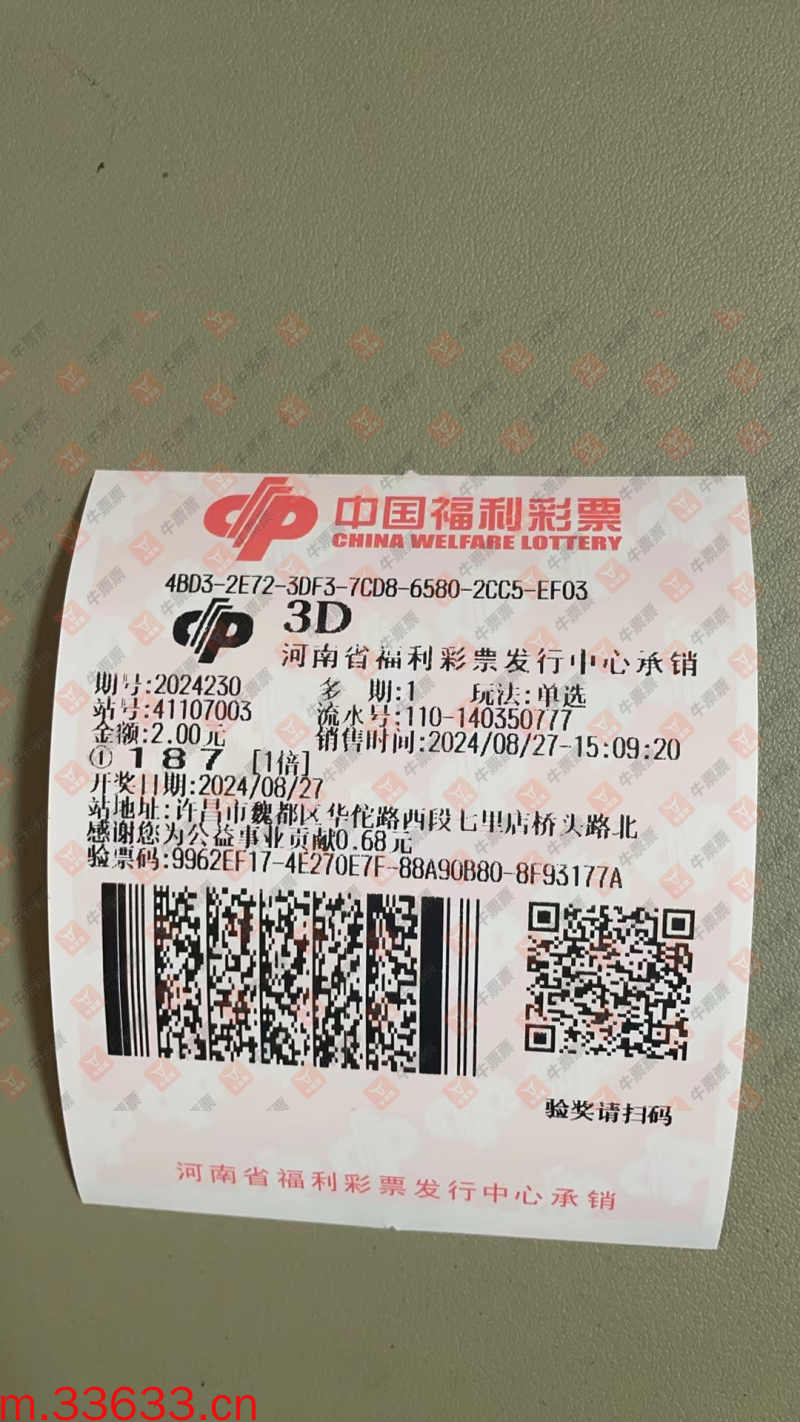 中国福利彩票
CHINA WELFARE LOTTERY
4BD3-2E72-3DF3-7CD8-6580-2CC5-EF03
3D
河南省福利彩票发行中心承销
期号:2024230 多 期:1 玩法:单选
站号:41107003 流水号:110-140350777
金额:2.00元 销售时间:2024/08/27-15:09:20
① 1 8 7 [1倍]
开奖日期:2024/08/27
站地址:许昌市魏都区华佗路西段七里店桥头路北
感谢您为公益事业贡献0.68元
验票码:9962EF17-4E270E7F-88A90B80-8F93177A
验奖请扫码
河南省福利彩票发行中心承销
牛票票
m.33633.cn